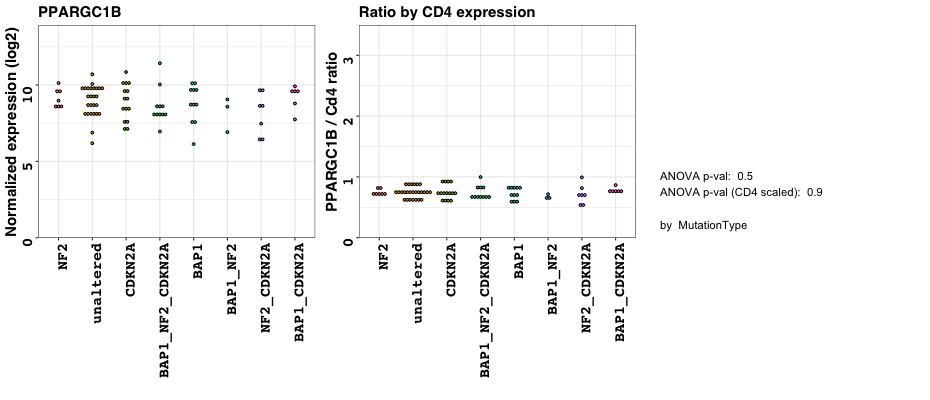 PPARGC1B
Normalized expression (log2)
10
5
0
NF2
unaltered
CDKN2A
BAP1_NF2_CDKN2A
BAP1
BAP1_NF2
NF2_CDKN2A
BAP1_CDKN2A
Ratio by CD4 expression
PPARGC1B / Cd4 ratio
3
2
1
0
NF2
unaltered
CDKN2A
BAP1_NF2_CDKN2A
BAP1
BAP1_NF2
NF2_CDKN2A
BAP1_CDKN2A
ANOVA p-val: 0.5
ANOVA p-val (CD4 scaled): 0.9
by MutationType